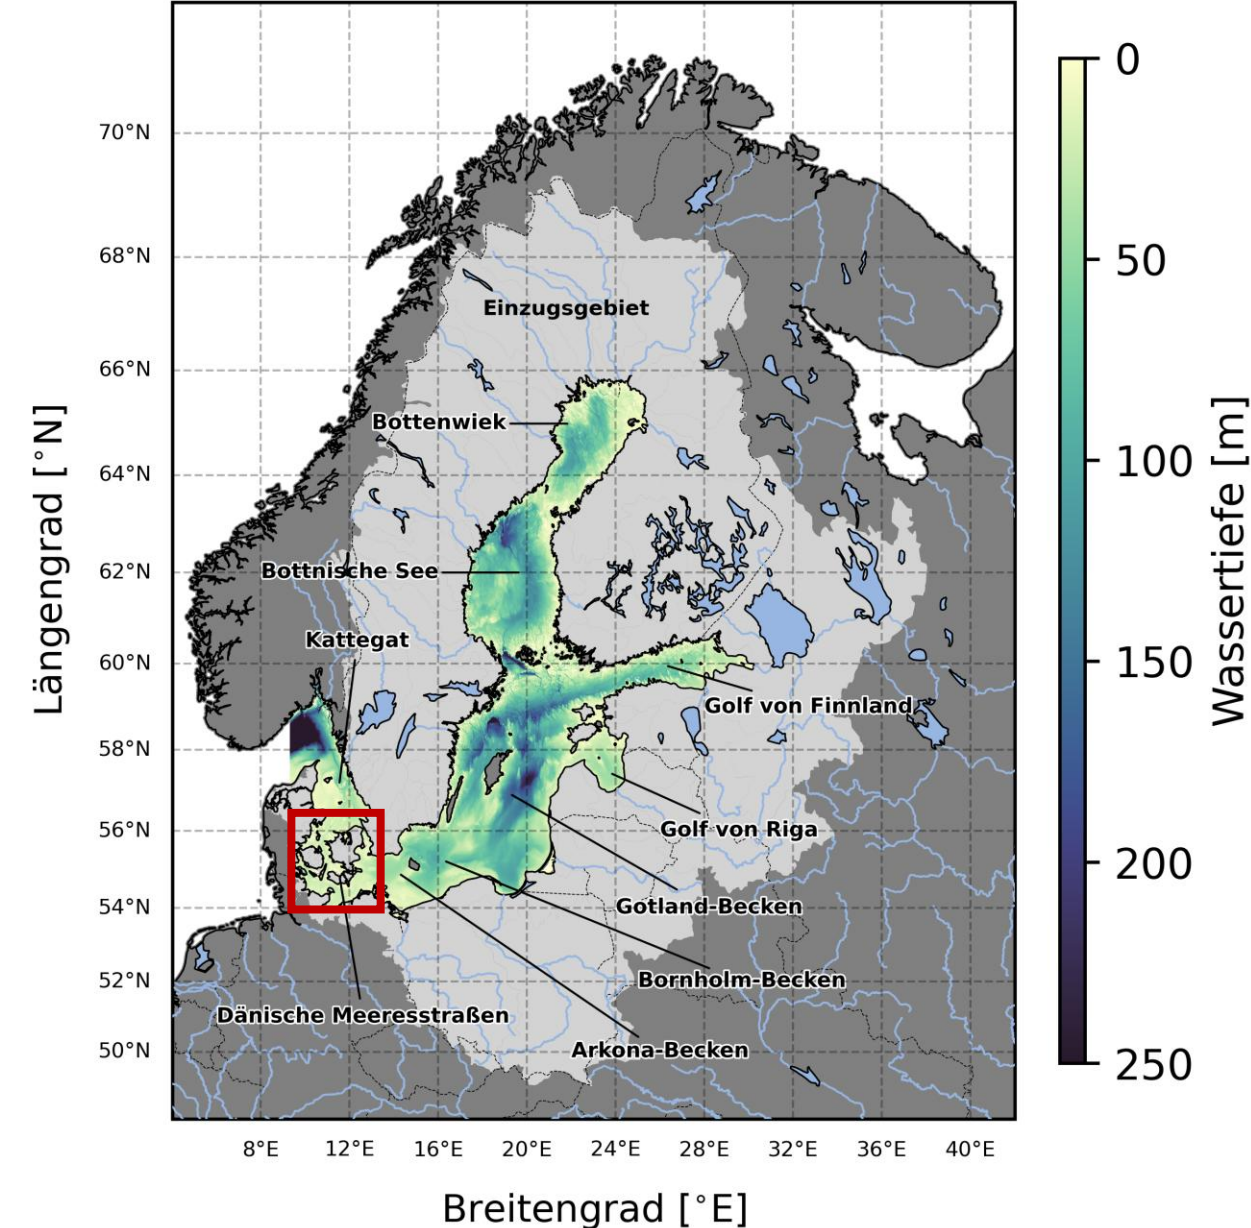 70°N
68°N
66°N
64°N
62°N
60°N
58°N
56°N
54°N
52°N
50°N
Längengrad [°N]
Einzugsgebiet
Bottenwiek
Bottnische See
Kattegat
Golf von Finnland
Golf von Riga
Gotland-Becken
Bornholm-Becken
Dänische Meeresstraßen
Arkona-Becken
8°E 12°E 16°E 20°E 24°E 28°E 32°E 36°E 40°E
Breitengrad [°E]
0
50
100
150
200
250
Wassertiefe [m]